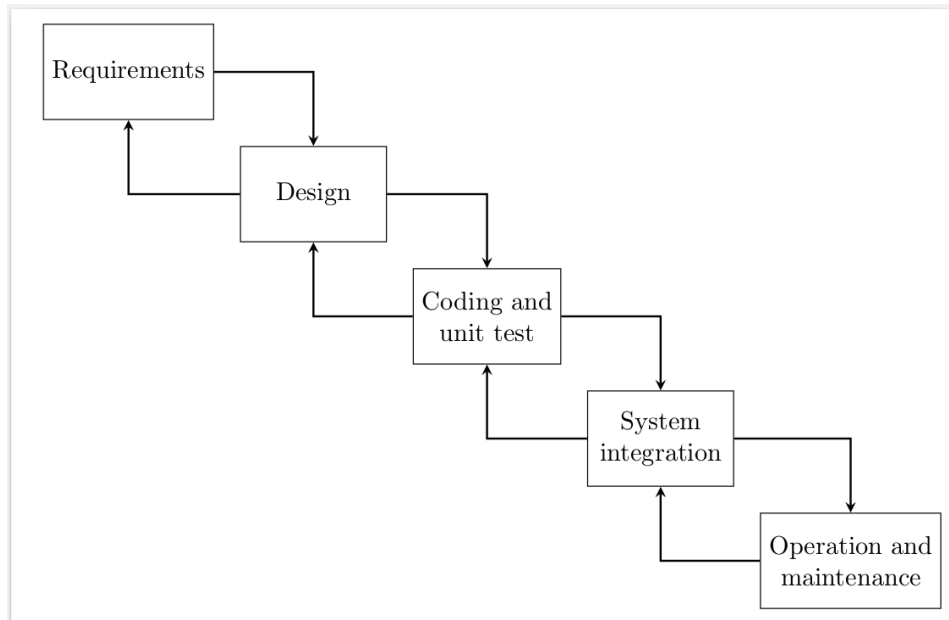 Requirements
Design
Coding and
unit test
System
integration
Operation and
maintenance